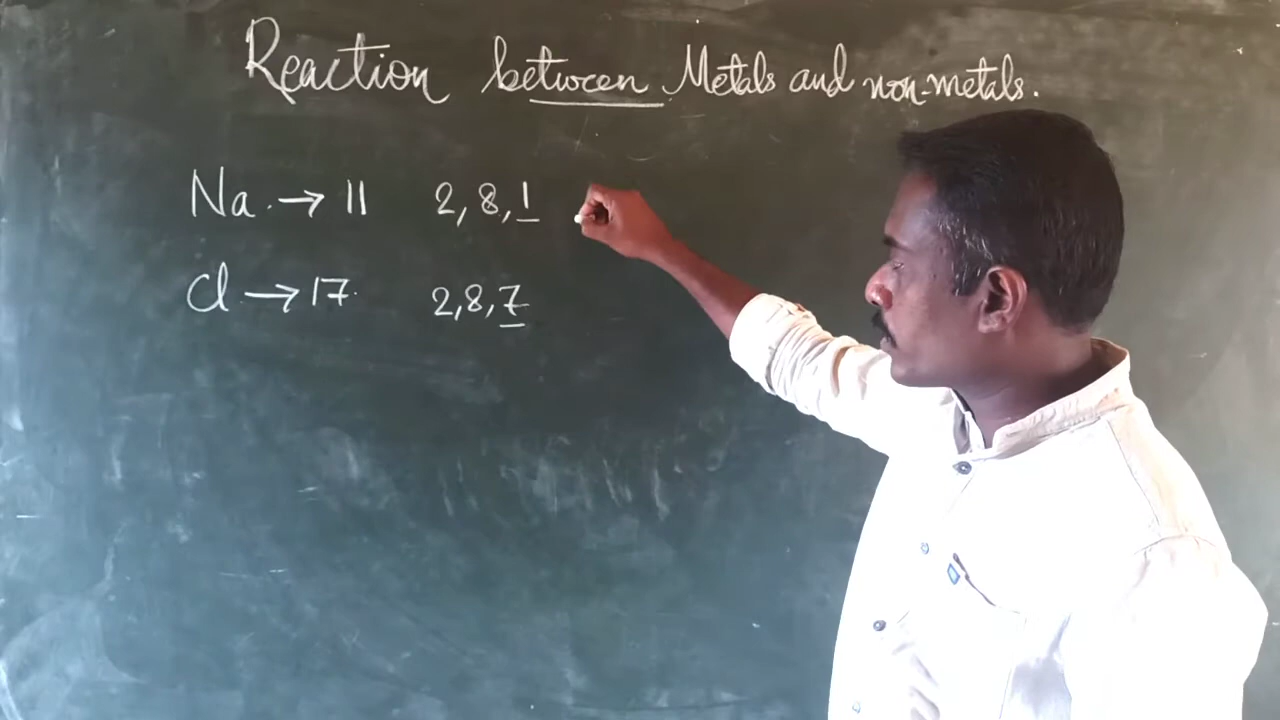 Reaction between Metals and non-metals.
Na → 11 2,8,1
Cl → 17 2,8,7